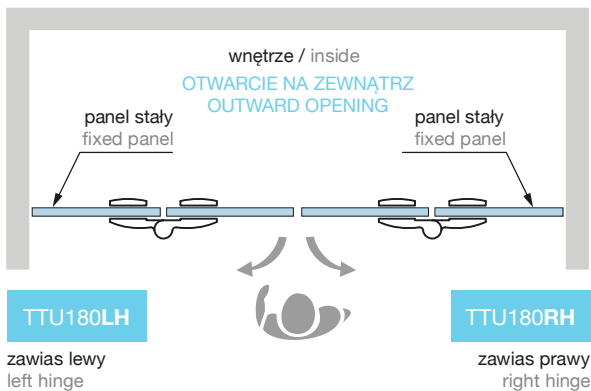 wnętrze / inside
OTWARCIE NA ZEWNĄTRZ
OUTWARD OPENING
panel stały
fixed panel
panel stały
fixed panel
TTU180LH
zawias lewy
left hinge
TTU180RH
zawias prawy
right hinge